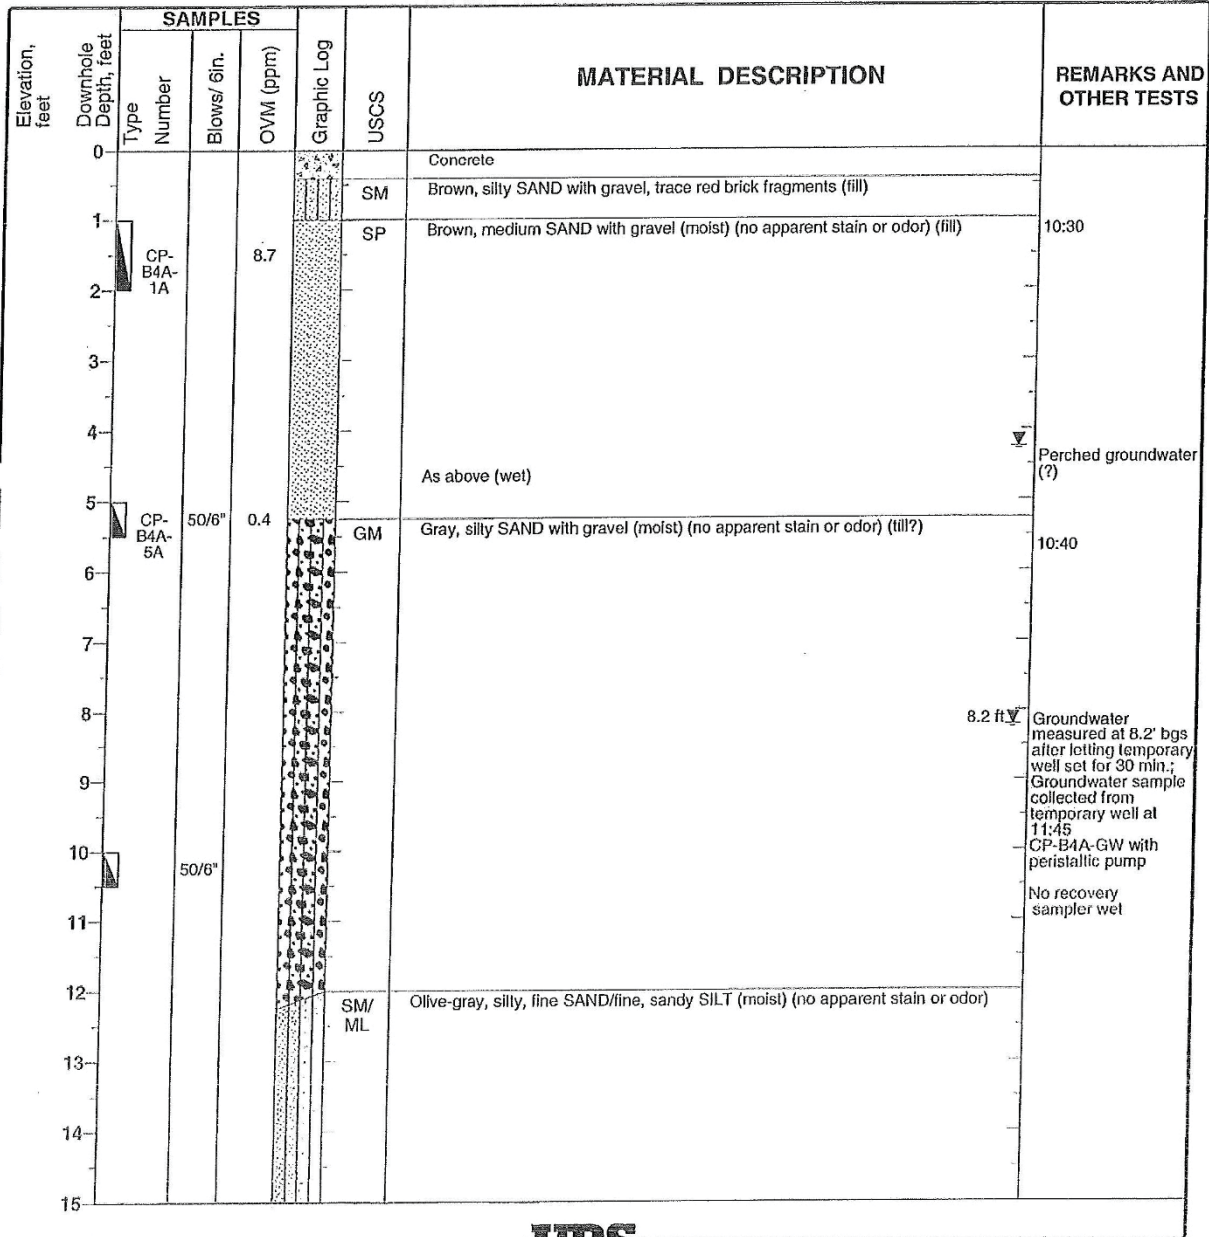 SAMPLES
Elevation, feet
Downhole Depth, feet
Type
Number
Blows/ 6in.
OVM (ppm)
Graphic Log
USCS
MATERIAL DESCRIPTION
REMARKS AND
OTHER TESTS
0
Concrete
SM
Brown, silty SAND with gravel, trace red brick fragments (fill)
1
SP
Brown, medium SAND with gravel (moist) (no apparent stain or odor) (fill)
10:30
CP-
B4A-
1A
8.7
2
3
4
Perched groundwater
(?)
As above (wet)
5
CP-
B4A-
5A
50/6"
0.4
GM
Gray, silty SAND with gravel (moist) (no apparent stain or odor) (till?)
10:40
6
7
8
8.2 ft
Groundwater
measured at 8.2' bgs
after letting temporary
well set for 30 min.;
Groundwater sample
collected from
temporary well at
11:45
CP-B4A-GW with
peristaltic pump
9
10
50/6"
No recovery
sampler wet
11
12
SM/
ML
Olive-gray, silty, fine SAND/fine, sandy SILT (moist) (no apparent stain or odor)
13
14
15
URS